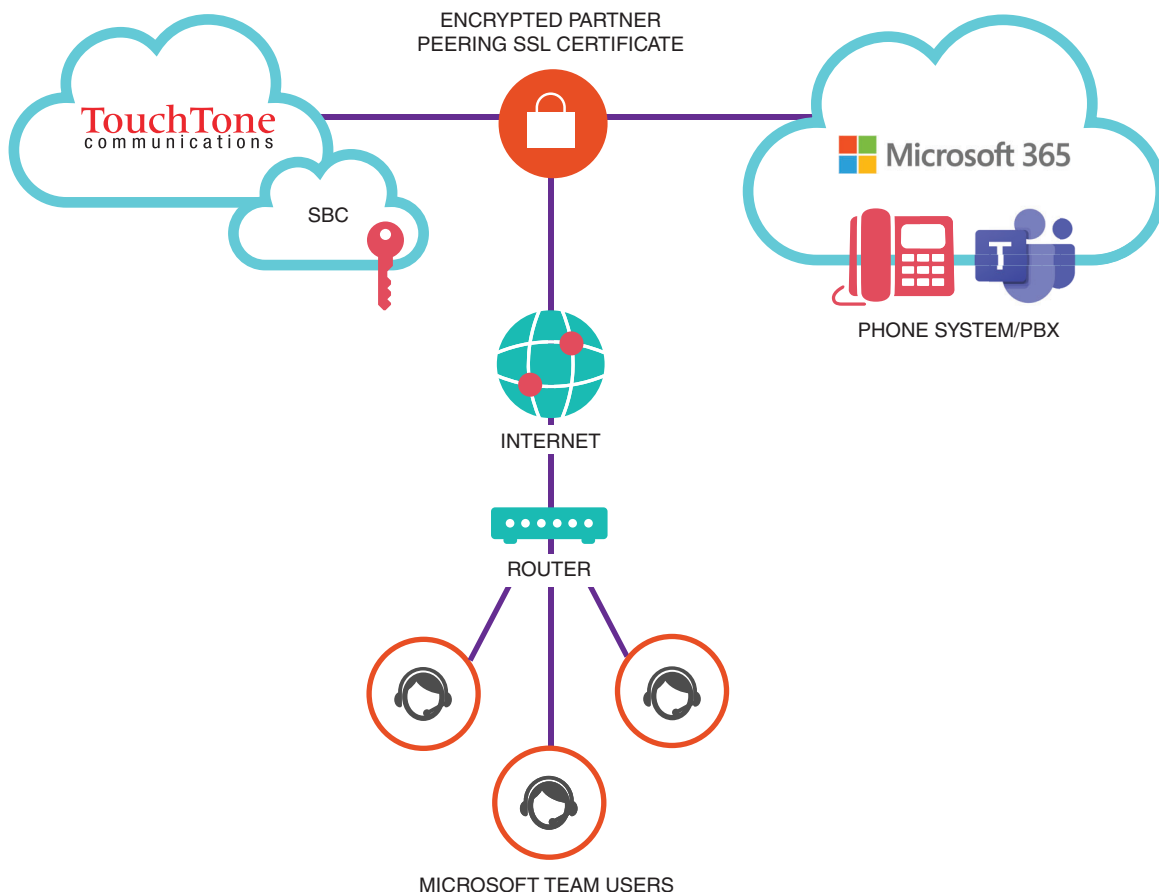 ENCRYPTED PARTNER
PEERING SSL CERTIFICATE
TouchTone
communications
SBC
Microsoft 365
T
PHONE SYSTEM/PBX
INTERNET
ROUTER
MICROSOFT TEAM USERS